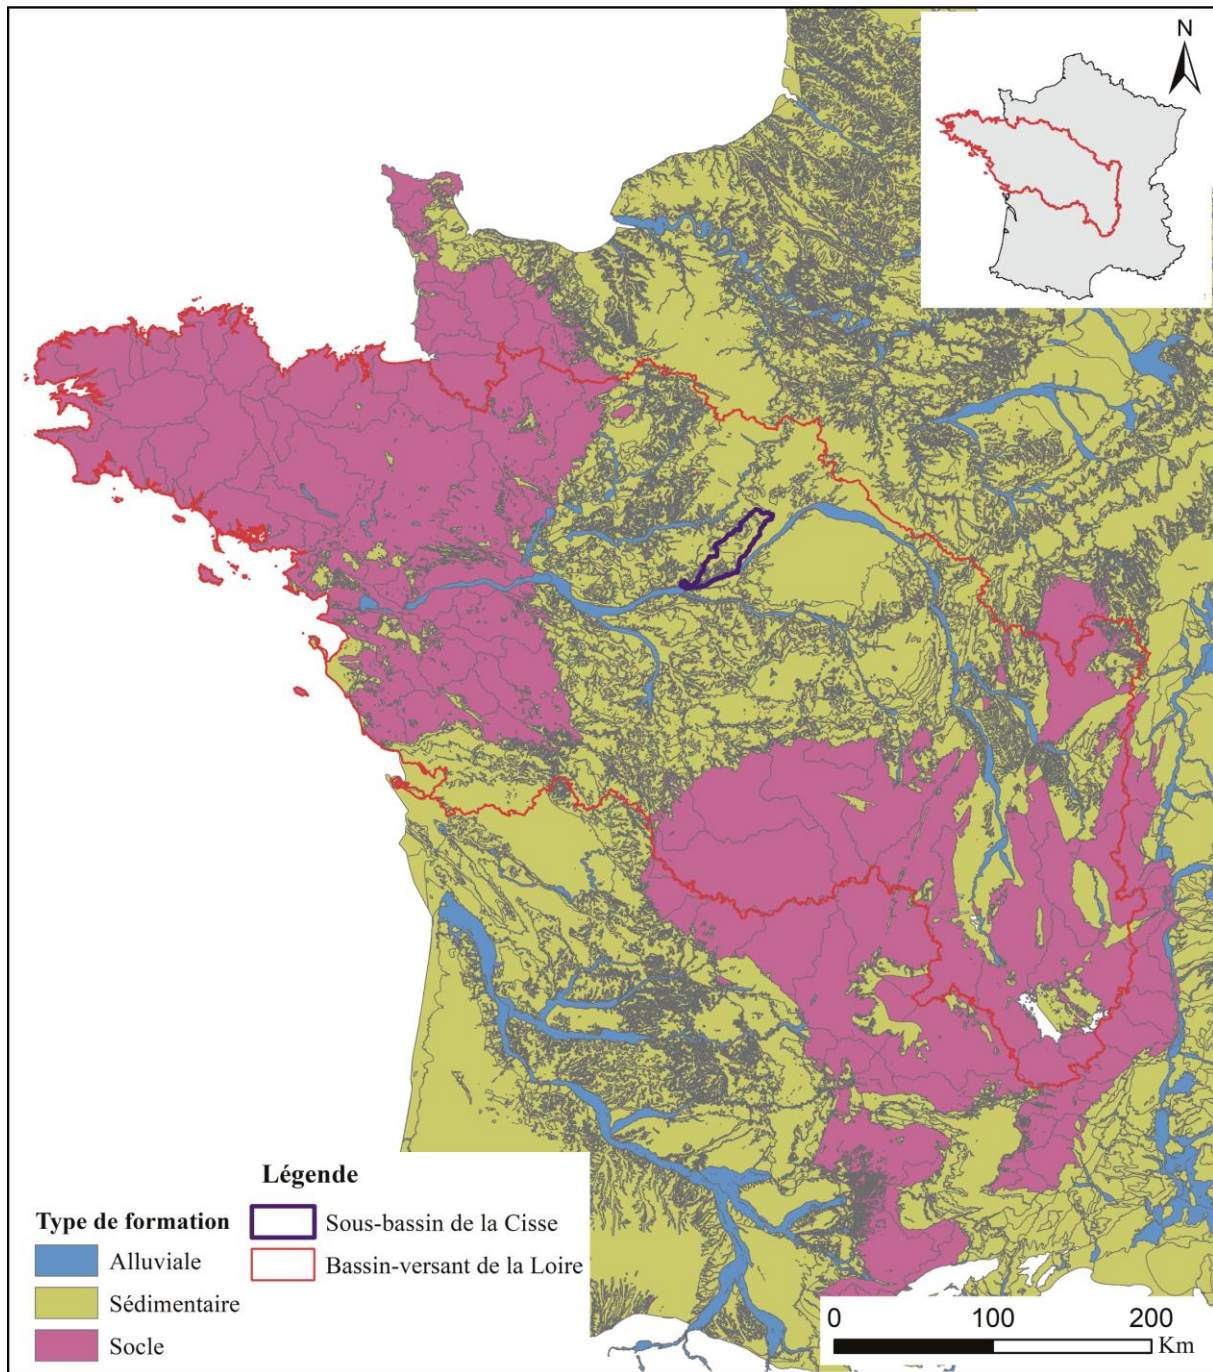 N
Légende
Type de formation
Alluviale
Sédimentaire
Socle
Sous-bassin de la Cisse
Bassin-versant de la Loire
0 100 200
Km